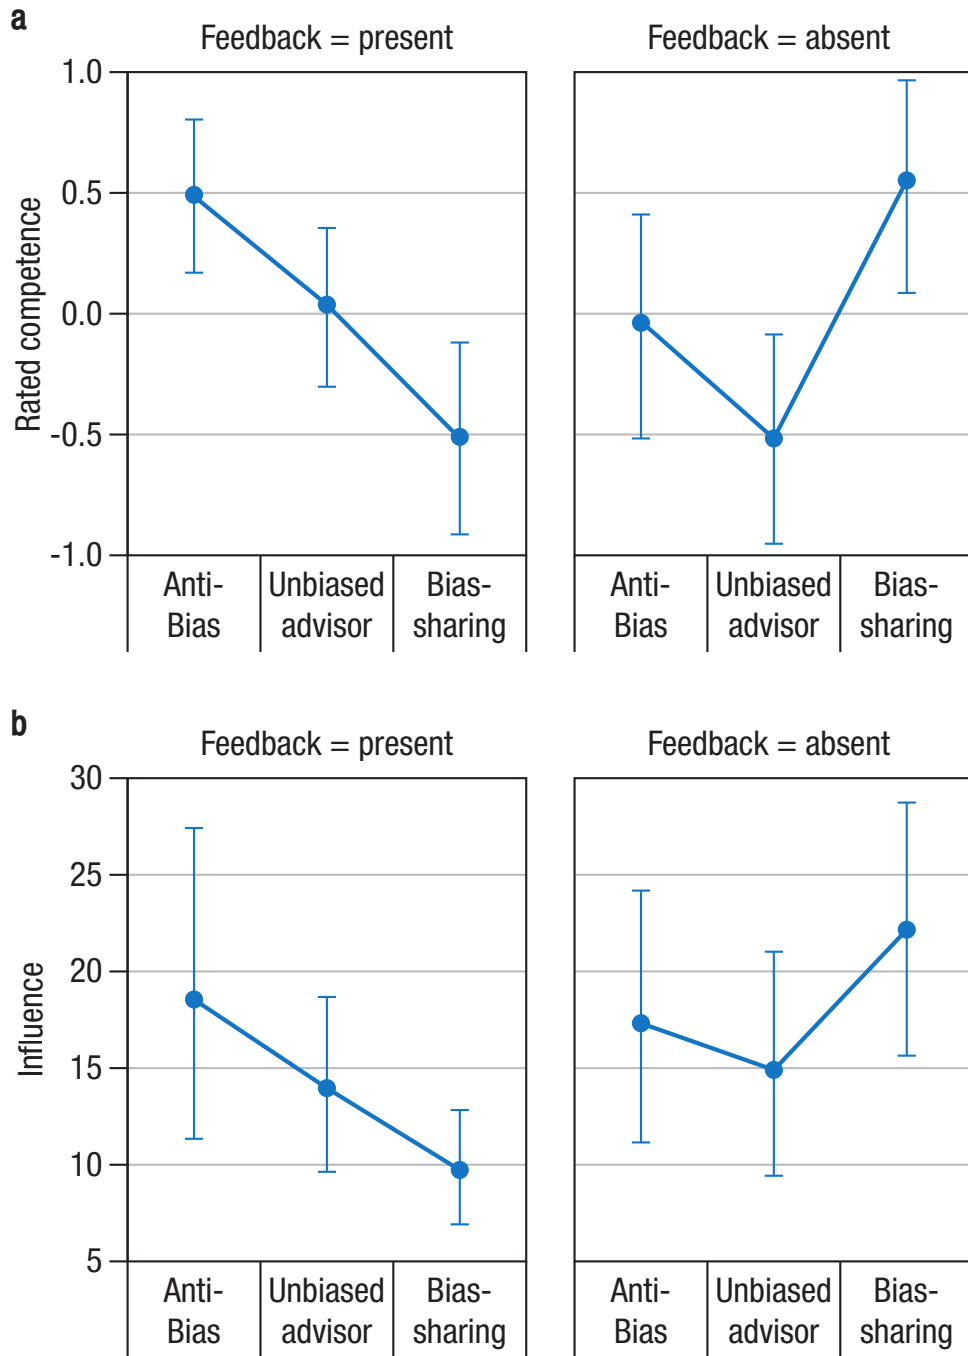 a
Feedback = present
Feedback = absent
Rated competence
1.0
0.5
0.0
-0.5
-1.0
Anti-
Bias
Unbiased
advisor
Bias-
sharing
Anti-
Bias
Unbiased
advisor
Bias-
sharing
b
Feedback = present
Feedback = absent
Influence
30
25
20
15
10
5
Anti-
Bias
Unbiased
advisor
Bias-
sharing
Anti-
Bias
Unbiased
advisor
Bias-
sharing